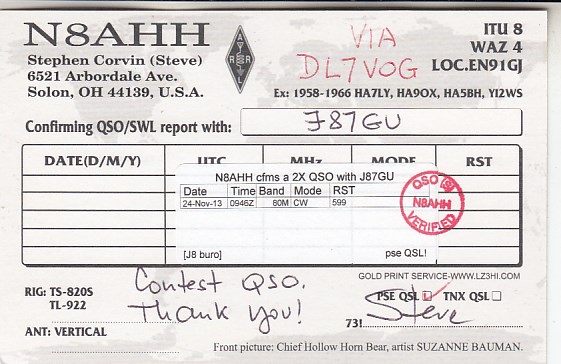 N8AHH
Stephen Corvin (Steve)
6521 Arbordale Ave.
Solon, OH 44139, U.S.A.
ARRL
VIA
DL7VOG
ITU 8
WAZ 4
LOC.EN91GJ
Ex: 1958-1966 HA7LY, HA9OX, HA5BH, YI2WS
Confirming QSO/SWL report with: J87GU
DATE(D/M/Y) UTC MHz MODE RST
N8AHH cfms a 2X QSO with J87GU
Date Time Band Mode RST
24-Nov-13 0946Z 80M CW 599
[J8 buro] pse QSL!
QSO(S)
N8AHH
VERIFIED
GOLD PRINT SERVICE-WWW.LZ3HI.COM
RIG: TS-820S
TL-922
ANT: VERTICAL
Contest QSO.
Thank you!
PSE QSL TNX QSL
73! Steve
Front picture: Chief Hollow Horn Bear, artist SUZANNE BAUMAN.